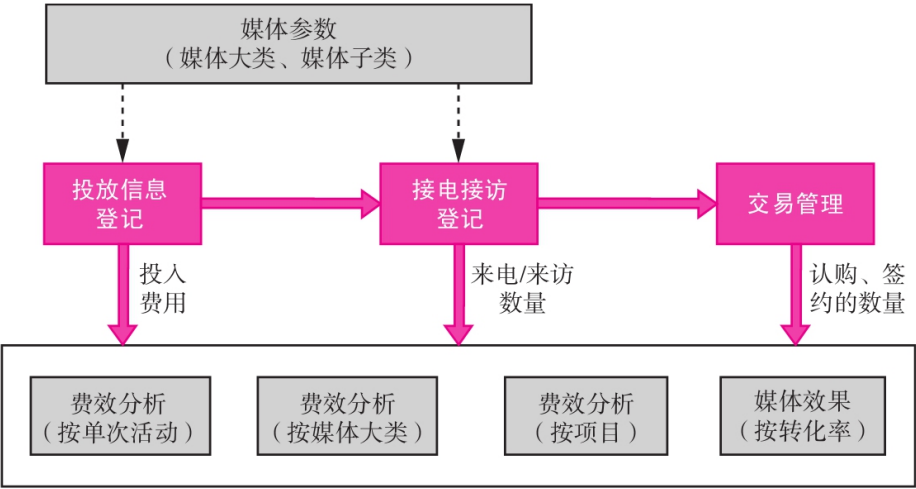 媒体参数
（媒体大类、媒体子类）
投放信息
登记
接电接访
登记
交易管理
投入
费用
来电/来访
数量
认购、签
约的数量
费效分析
（按单次活动）
费效分析
（按媒体大类）
费效分析
（按项目）
媒体效果
（按转化率）